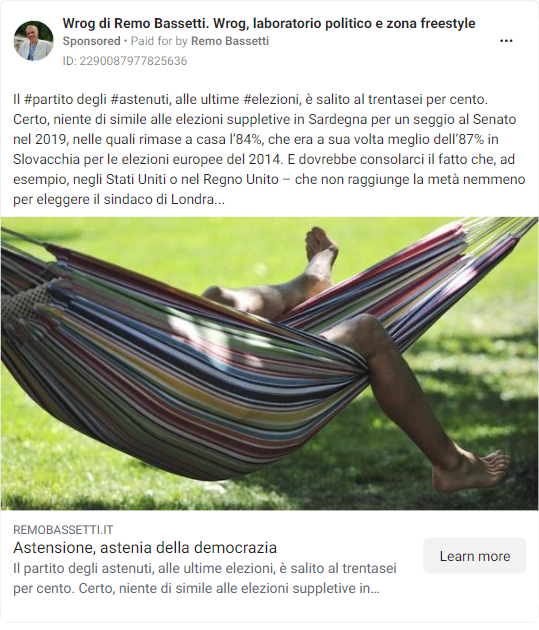 Wrog di Remo Bassetti. Wrog, laboratorio politico e zona freestyle
Sponsored • Paid for by Remo Bassetti
ID: 2290087977825636
Il #partito degli #astenuti, alle ultime #elezioni, è salito al trentasei per cento.
Certo, niente di simile alle elezioni suppletive in Sardegna per un seggio al Senato
nel 2019, nelle quali rimase a casa l’84%, che era a sua volta meglio dell’87% in
Slovacchia per le elezioni europee del 2014. E dovrebbe consolarci il fatto che, ad
esempio, negli Stati Uniti o nel Regno Unito – che non raggiunge la metà nemmeno
per eleggere il sindaco di Londra...
REMOBASSETTI.IT
Astensione, astenia della democrazia
Il partito degli astenuti, alle ultime elezioni, è salito al trentasei
per cento. Certo, niente di simile alle elezioni suppletive in…
Learn more